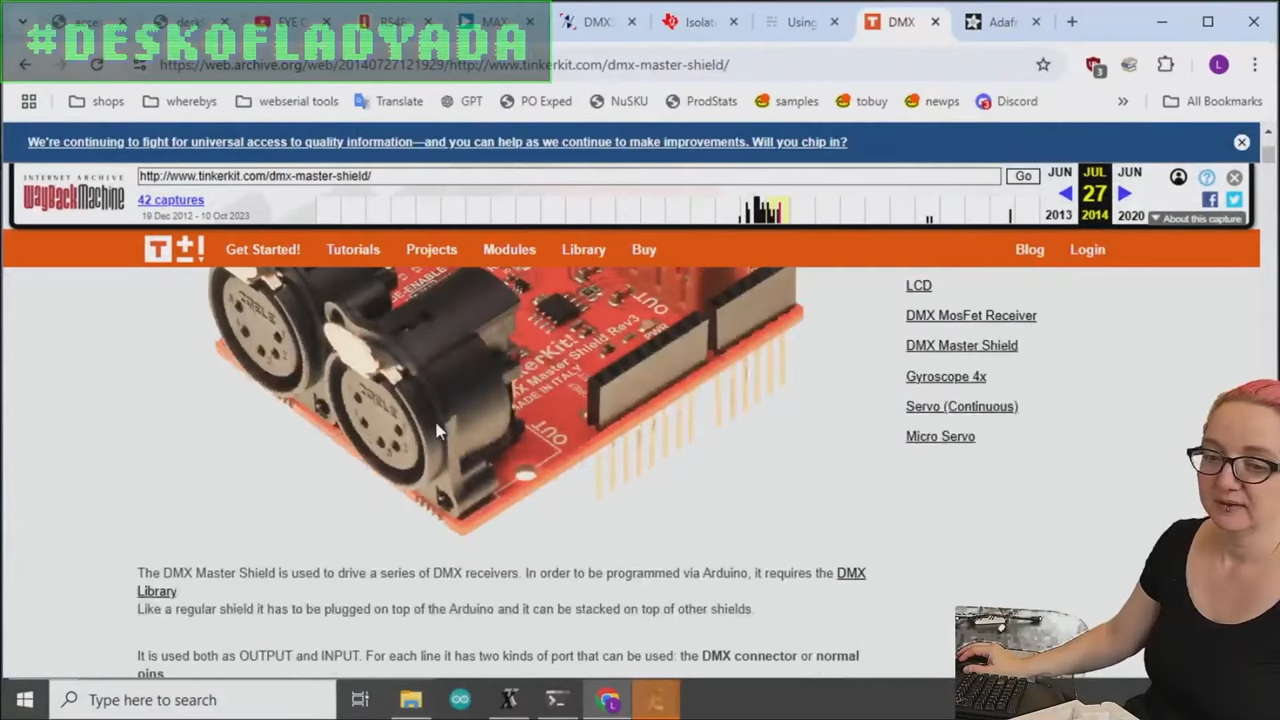 #DESKOFLADYADA
DMX
Isolat
Using
DMX
Adafr
https://web.archive.org/web/20140727121929/http://www.tinkerkit.com/dmx-master-shield/
shops
whereby
webserial tools
Translate
GPT
PO Exped
NuSKU
ProdStats
samples
tobuy
newps
Discord
All Bookmarks
We're continuing to fight for universal access to quality information—and you can help as we continue to make improvements. Will you chip in?
INTERNET ARCHIVE
WayBackMachine
http://www.tinkerkit.com/dmx-master-shield/
Go
42 captures
19 Dec 2012 - 10 Oct 2023
JUN
JUL
JUN
27
2013
2014
2020
About this capture
Get Started!
Tutorials
Projects
Modules
Library
Buy
Blog
Login
OUT
PWR
TinkerKit!
DMX Master Shield Rev3
MADE IN ITALY
OUT
LCD
DMX MosFet Receiver
DMX Master Shield
Gyroscope 4x
Servo (Continuous)
Micro Servo
The DMX Master Shield is used to drive a series of DMX receivers. In order to be programmed via Arduino, it requires the DMX
Library.
Like a regular shield it has to be plugged on top of the Arduino and it can be stacked on top of other shields.
It is used both as OUTPUT and INPUT. For each line it has two kinds of port that can be used: the DMX connector or normal
pins
Type here to search